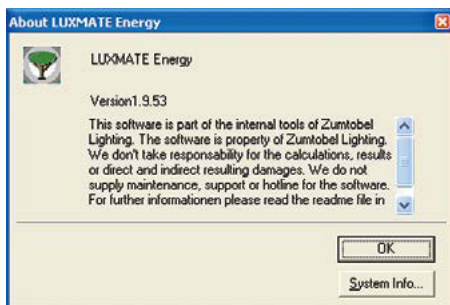 About LUXMATE Energy
LUXMATE Energy
Version1.9.53
This software is part of the internal tools of Zumtobel
Lighting. The software is property of Zumtobel Lighting.
We don't take responsability for the calculations, results
or direct and indirect resulting damages. We do not
supply maintenance, support or hotline for the software.
For further informationen please read the readme file in
OK
System Info...